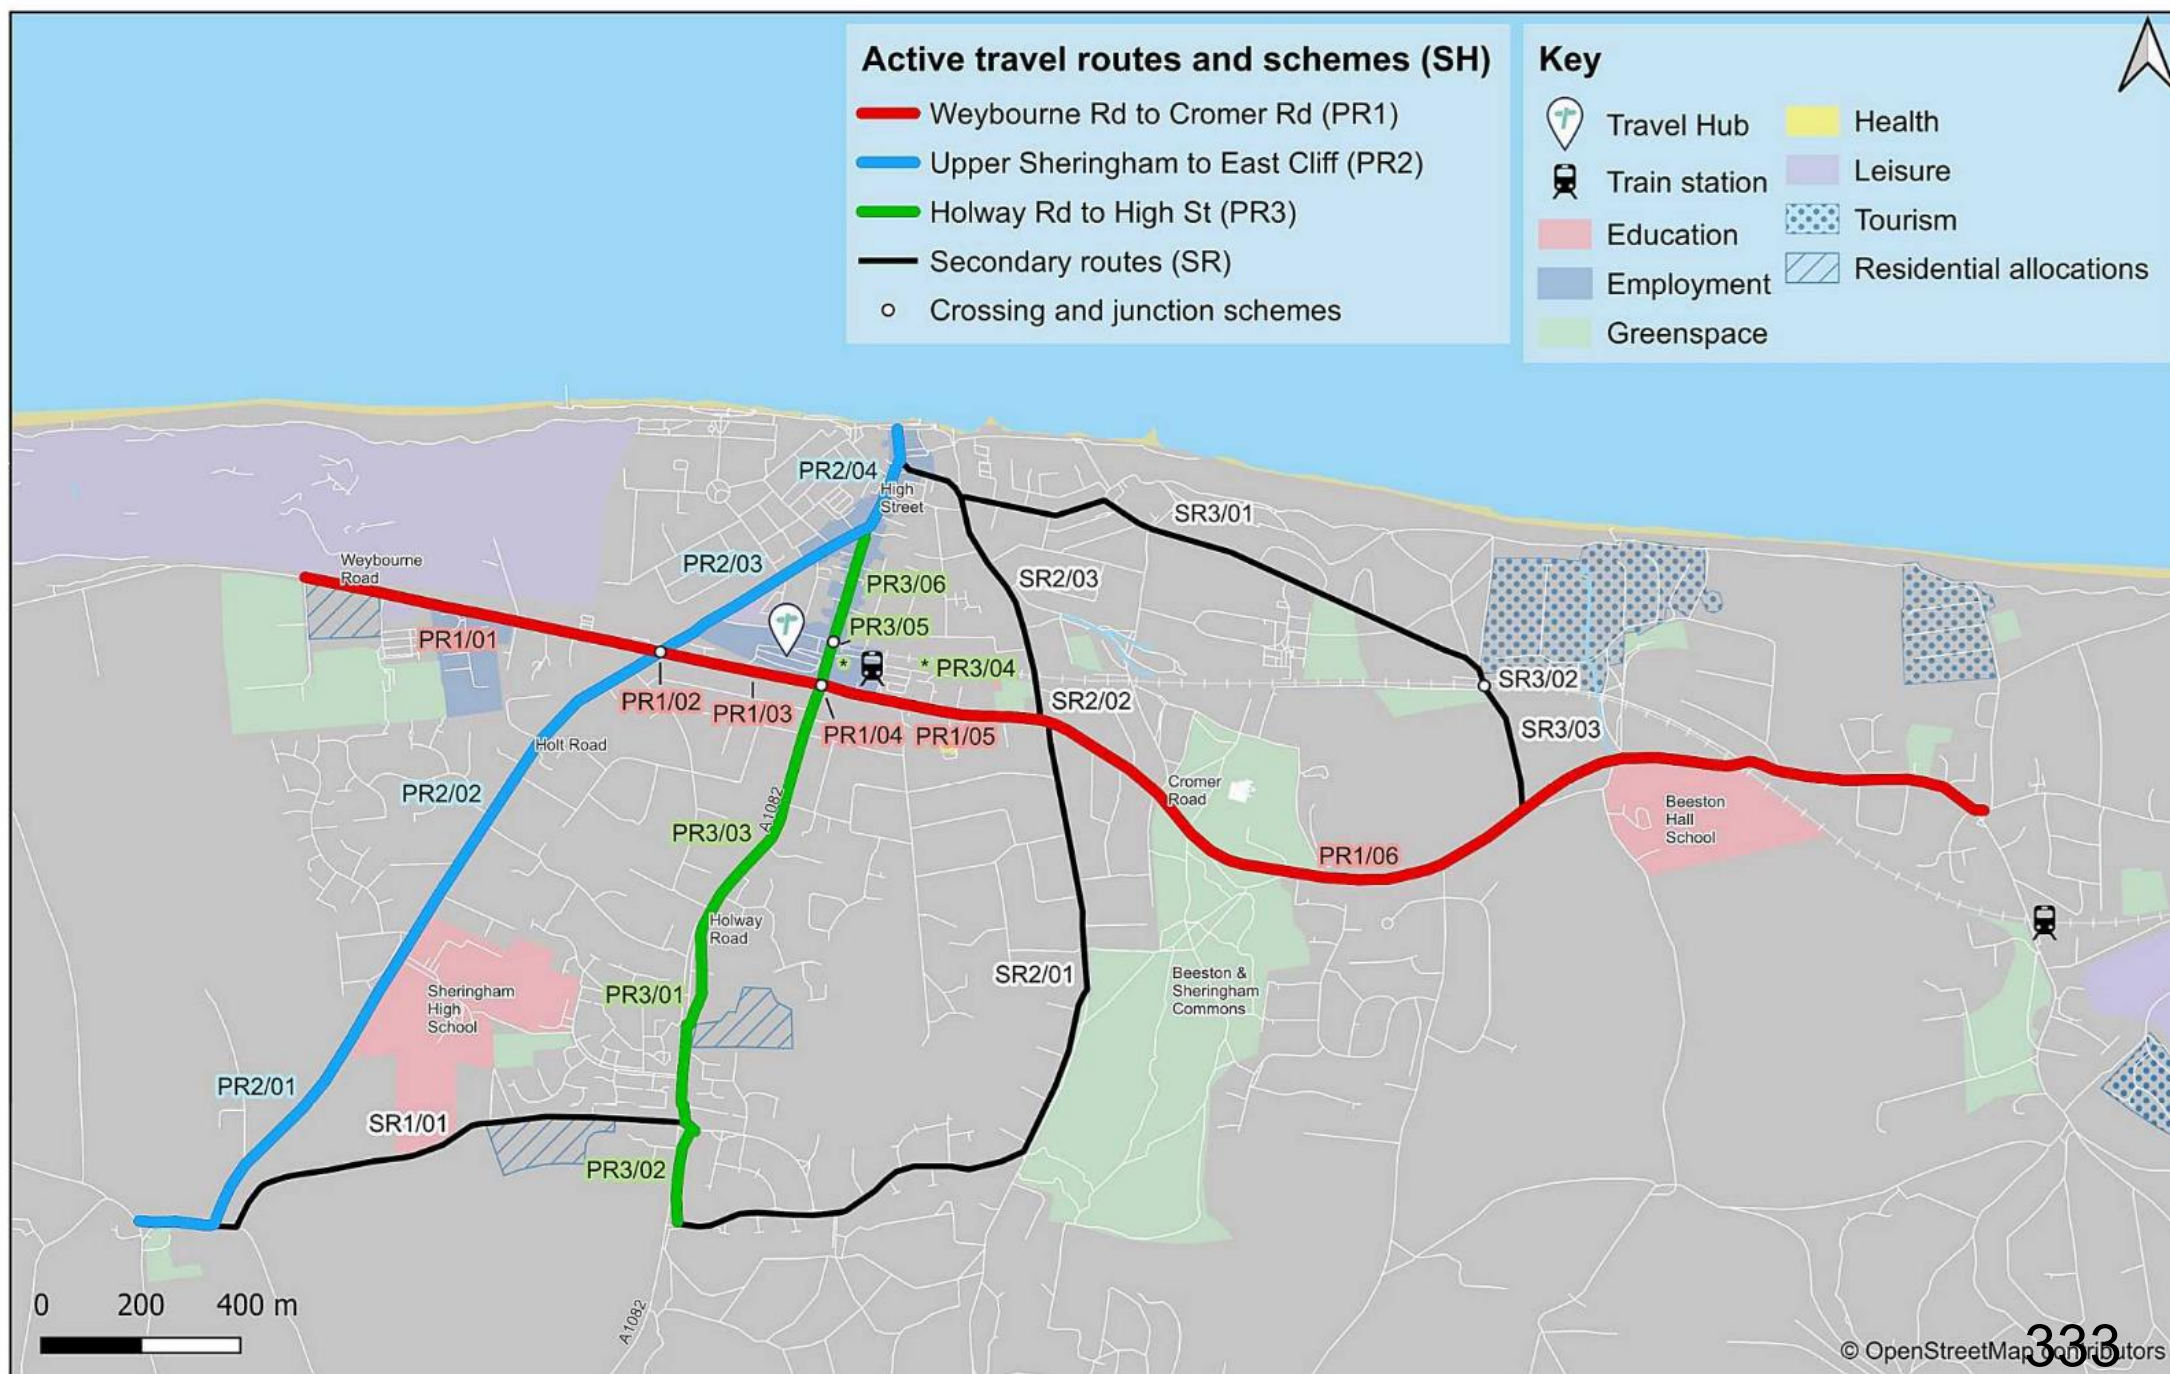 Active travel routes and schemes (SH)
Weybourne Rd to Cromer Rd (PR1)
Upper Sheringham to East Cliff (PR2)
Holway Rd to High St (PR3)
Secondary routes (SR)
Crossing and junction schemes
Key
Travel Hub
Train station
Education
Employment
Greenspace
Health
Leisure
Tourism
Residential allocations
PR2/04
High
Street
SR3/01
Weybourne
Road
PR2/03
PR3/06
SR2/03
PR1/01
PR3/05
* * PR3/04
SR3/02
PR1/02
PR1/03
SR2/02
PR1/04
PR1/05
SR3/03
Holt Road
PR2/02
A1082
Cromer
Road
Beeston
Hall
School
PR3/03
PR1/06
Holway
Road
Sheringham
High
School
PR3/01
SR2/01
Beeston &
Sheringham
Commons
PR2/01
SR1/01
PR3/02
0 200 400 m
A1082
© OpenStreetMap contributors
333